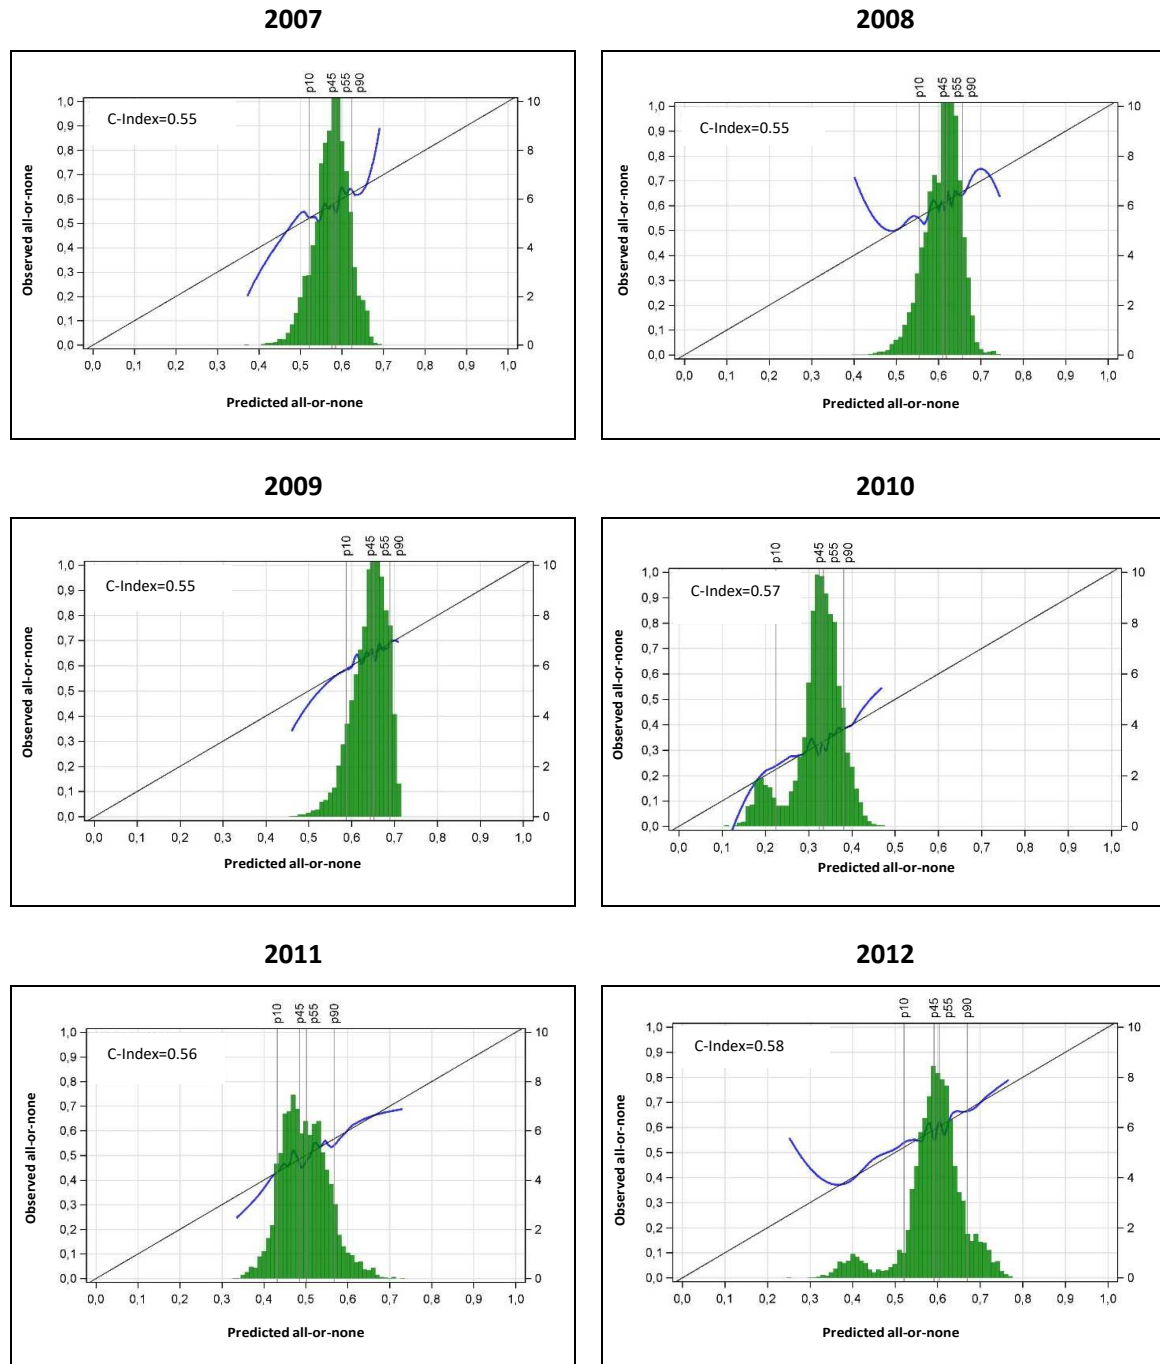 2007
p10 p45 p55 p90
C-Index=0.55
1,0 0,9 0,8 0,7 0,6 0,5 0,4 0,3 0,2 0,1 0,0
Observed all-or-none
10 8 6 4 2 0
0,0 0,1 0,2 0,3 0,4 0,5 0,6 0,7 0,8 0,9 1,0
Predicted all-or-none
2008
p10 p45 p55 p90
C-Index=0.55
1,0 0,9 0,8 0,7 0,6 0,5 0,4 0,3 0,2 0,1 0,0
Observed all-or-none
10 8 6 4 2 0
0,0 0,1 0,2 0,3 0,4 0,5 0,6 0,7 0,8 0,9 1,0
Predicted all-or-none
2009
p10 p45 p55 p90
C-Index=0.55
1,0 0,9 0,8 0,7 0,6 0,5 0,4 0,3 0,2 0,1 0,0
Observed all-or-none
10 8 6 4 2 0
0,0 0,1 0,2 0,3 0,4 0,5 0,6 0,7 0,8 0,9 1,0
Predicted all-or-none
2010
p10 p45 p55 p90
C-Index=0.57
1,0 0,9 0,8 0,7 0,6 0,5 0,4 0,3 0,2 0,1 0,0
Observed all-or-none
10 8 6 4 2 0
0,0 0,1 0,2 0,3 0,4 0,5 0,6 0,7 0,8 0,9 1,0
Predicted all-or-none
2011
p10 p45 p55 p90
C-Index=0.56
1,0 0,9 0,8 0,7 0,6 0,5 0,4 0,3 0,2 0,1 0,0
Observed all-or-none
10 8 6 4 2 0
0,0 0,1 0,2 0,3 0,4 0,5 0,6 0,7 0,8 0,9 1,0
Predicted all-or-none
2012
p10 p45 p55 p90
C-Index=0.58
1,0 0,9 0,8 0,7 0,6 0,5 0,4 0,3 0,2 0,1 0,0
Observed all-or-none
10 8 6 4 2 0
0,0 0,1 0,2 0,3 0,4 0,5 0,6 0,7 0,8 0,9 1,0
Predicted all-or-none